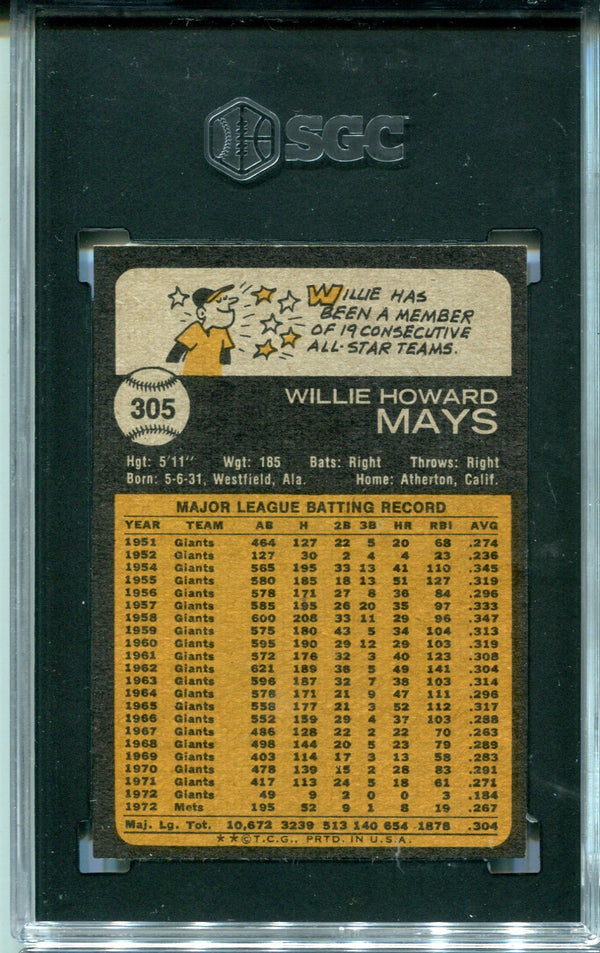 SGC
WILLIE HAS
BEEN A MEMBER
OF 19 CONSECUTIVE
ALL-STAR TEAMS.
305
WILLIE HOWARD
MAYS
Hgt: 5'11" Wgt: 185 Bats: Right Throws: Right
Born: 5-6-31, Westfield, Ala. Home: Atherton, Calif.
MAJOR LEAGUE BATTING RECORD
YEAR TEAM AB H 2B 3B HR RBI AVG
1951 Giants 464 127 22 5 20 68 .274
1952 Giants 127 30 2 4 4 23 .236
1954 Giants 565 195 33 13 41 110 .345
1955 Giants 580 185 18 13 51 127 .319
1956 Giants 578 171 27 8 36 84 .296
1957 Giants 585 195 26 20 35 97 .333
1958 Giants 600 208 33 11 29 96 .347
1959 Giants 575 180 43 5 34 104 .313
1960 Giants 595 190 29 12 29 103 .319
1961 Giants 572 176 32 3 40 123 .308
1962 Giants 621 189 36 5 49 141 .304
1963 Giants 596 187 32 7 38 103 .314
1964 Giants 578 171 21 9 47 111 .296
1965 Giants 558 177 21 3 52 112 .317
1966 Giants 552 159 29 4 37 103 .288
1967 Giants 486 128 22 2 22 70 .263
1968 Giants 498 144 20 5 23 79 .289
1969 Giants 403 114 17 3 13 58 .283
1970 Giants 478 139 15 2 28 83 .391
1971 Giants 417 113 24 5 18 61 .271
1972 Giants 49 9 2 0 0 3 .184
1972 Mets 195 52 9 1 8 19 .267
Maj. Lg. Tot. 10,672 3239 513 140 654 1878 .304
**©T.C.G., PRTD. IN U.S.A.